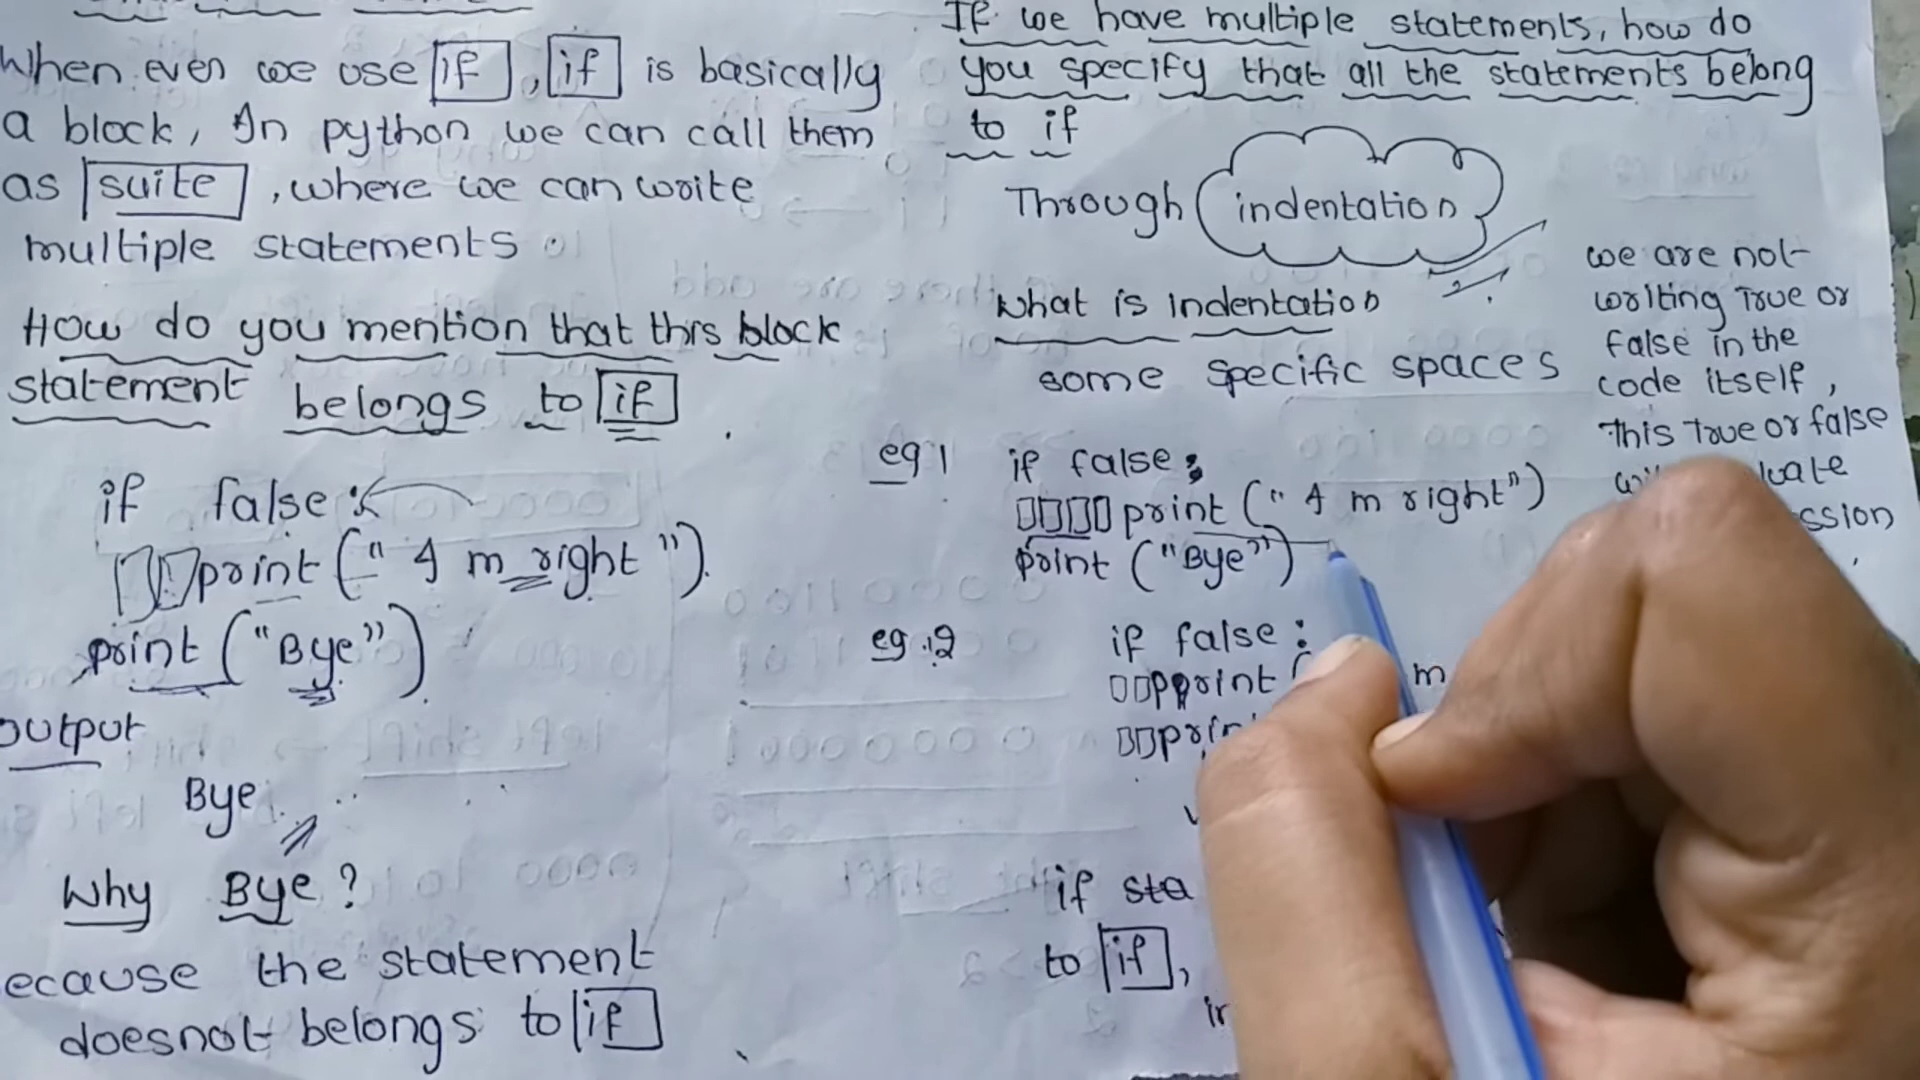 When even we use if, if is basically
a block, In python we can call them
as suite, where we can write
multiple statements
How do you mention that this block
statement belongs to if
if false:
print ("I m right")
print ("Bye")
output
Bye
Why Bye?
ecause the statement
doesnot belongs to if
If we have multiple statements, how do
you specify that all the statements belong
to if
Through indentation
What is Indentation
some specific spaces
eg 1
if false:
print ("I m right")
print ("Bye")
eg 2
if false:
print ( m
pri
if sta
to if,
we are not
writing True or
false in the
code itself,
This True or false